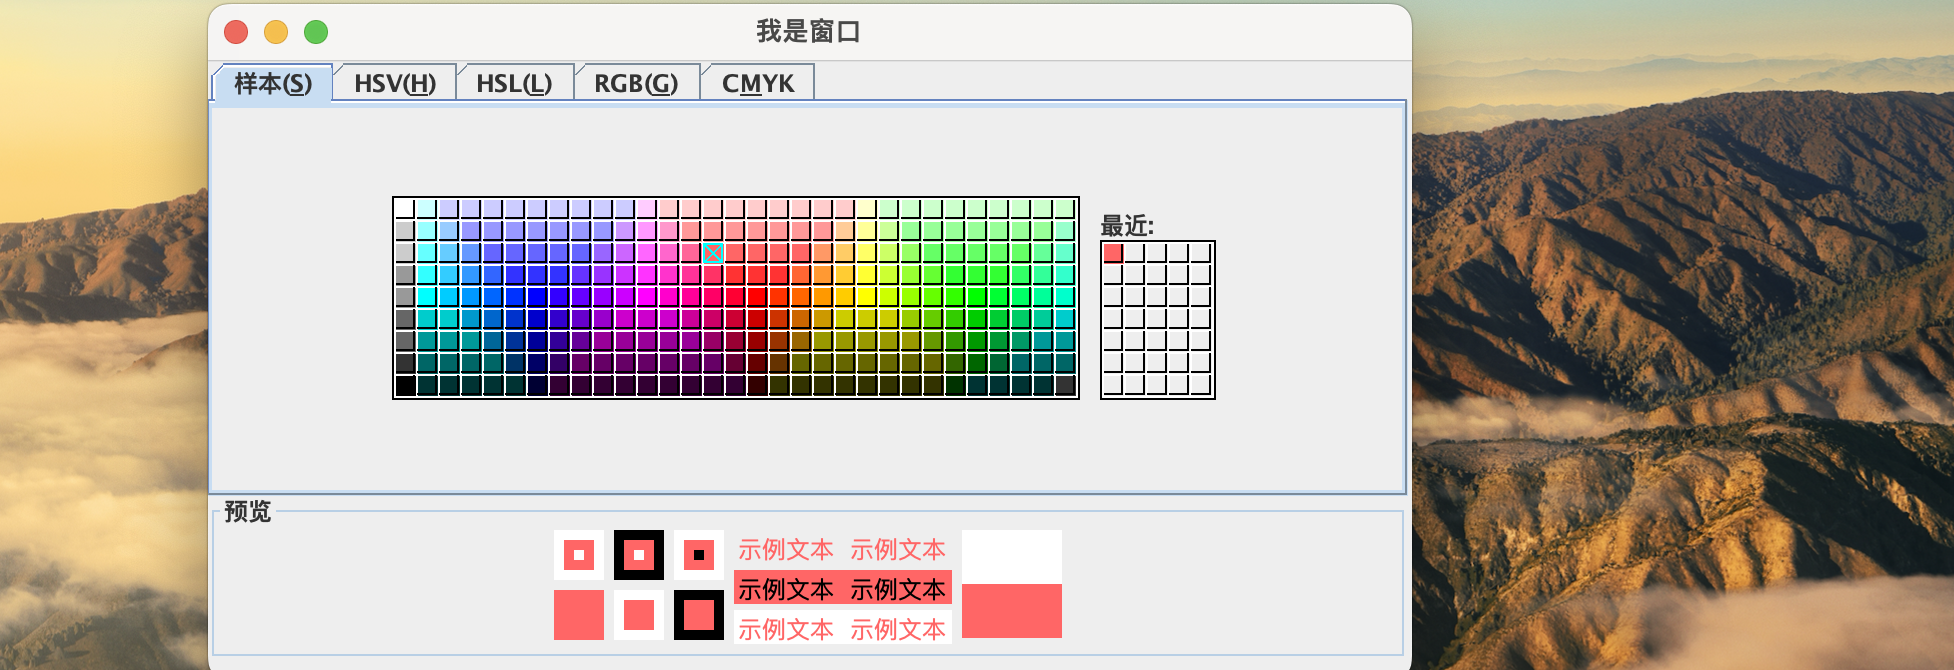 我是窗口
样本(S) HSV(H) HSL(L) RGB(G) CMYK
最近:
预览
示例文本 示例文本
示例文本 示例文本
示例文本 示例文本